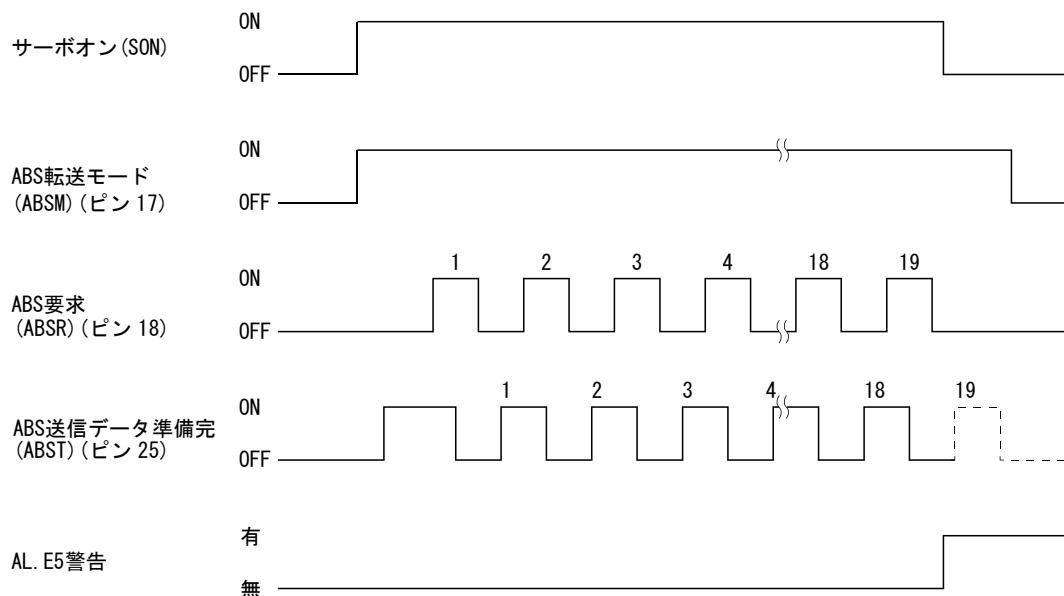 ON
サーボオン(SON)
OFF
ON
ABS転送モード
(ABSM)(ピン 17)
OFF
1 2 3 4 18 19
ON
ABS要求
(ABSR)(ピン 18)
OFF
1 2 3 4 18 19
ON
ABS送信データ準備完
(ABST)(ピン 25)
OFF
有
AL.E5警告
無